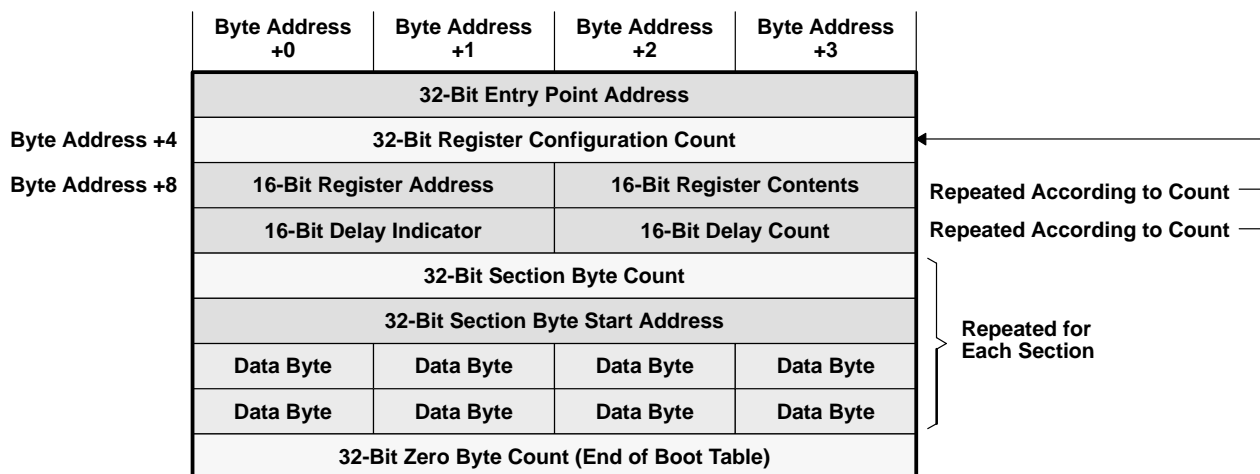 Byte Address +0
Byte Address +1
Byte Address +2
Byte Address +3
32-Bit Entry Point Address
Byte Address +4
32-Bit Register Configuration Count
Byte Address +8
16-Bit Register Address
16-Bit Register Contents
Repeated According to Count
16-Bit Delay Indicator
16-Bit Delay Count
Repeated According to Count
32-Bit Section Byte Count
32-Bit Section Byte Start Address
Repeated for
Each Section
Data Byte
Data Byte
Data Byte
Data Byte
Data Byte
Data Byte
Data Byte
Data Byte
32-Bit Zero Byte Count (End of Boot Table)